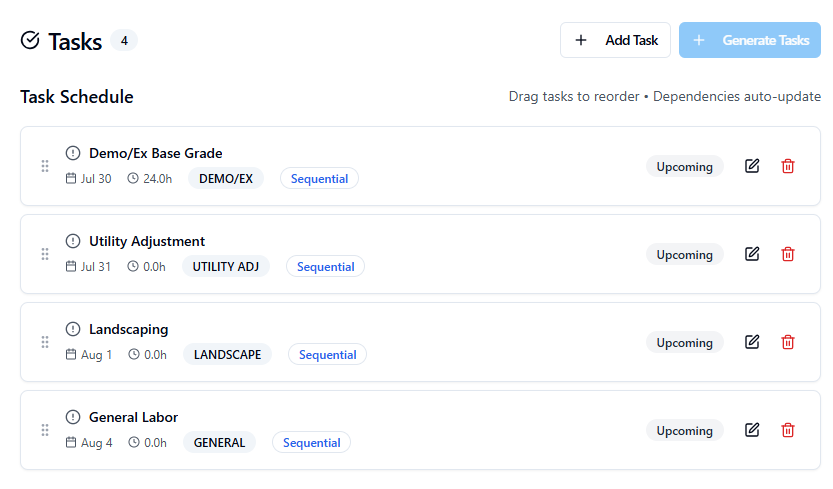 Tasks 4
+ Add Task
+ Generate Tasks
Task Schedule
Drag tasks to reorder • Dependencies auto-update
Demo/Ex Base Grade
Jul 30 24.0h DEMO/EX Sequential
Upcoming
Utility Adjustment
Jul 31 0.0h UTILITY ADJ Sequential
Upcoming
Landscaping
Aug 1 0.0h LANDSCAPE Sequential
Upcoming
General Labor
Aug 4 0.0h GENERAL Sequential
Upcoming